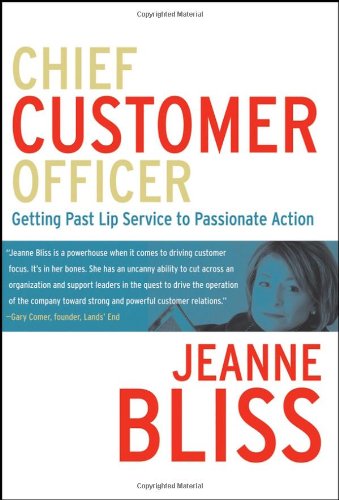 Copyrighted Material
CHIEF
CUSTOMER
OFFICER
Getting Past Lip Service to Passionate Action
"Jeanne Bliss is a powerhouse when it comes to driving customer
focus. It's in her bones. She has an uncanny ability to cut across an
organization and support leaders in the quest to drive the operation
of the company toward strong and powerful customer relations."
—Gary Comer, founder, Lands' End
JEANNE
BLISS
Copyrighted Material